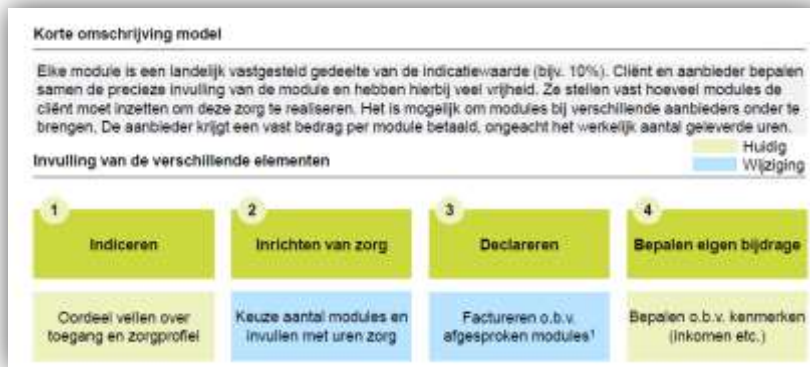 Korte omschrijving model
Elke module is een landelijk vastgesteld gedeelte van de indicatiewaarde (bijv. 10%). Cliënt en aanbieder bepalen
samen de precieze invulling van de module en hebben hierbij veel vrijheid. Ze stellen vast hoeveel modules de
cliënt moet inzetten om deze zorg te realiseren. Het is mogelijk om modules bij verschillende aanbieders onder te
brengen. De aanbieder krijgt een vast bedrag per module betaald, ongeacht het werkelijk aantal geleverde uren.
Huidig
Wijziging
Invulling van de verschillende elementen
1
Indiceren
2
Inrichten van zorg
3
Declareren
4
Bepalen eigen bijdrage
Oordeel vellen over
toegang en zorgprofiel
Keuze aantal modules en
invullen met uren zorg
Factureren o.b.v.
afgesproken modules¹
Bepalen o.b.v. kenmerken
(inkomen etc.)